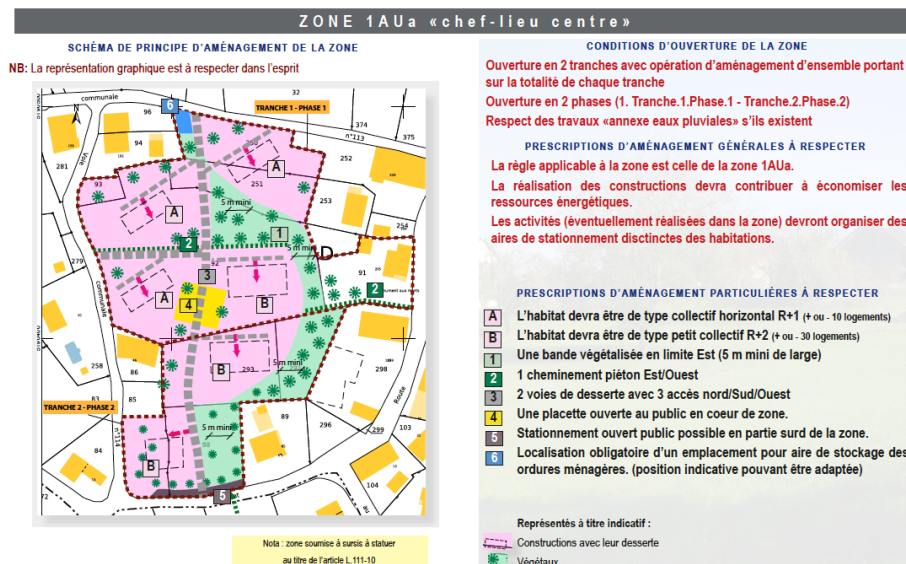 ZONE 1AUa «chef-lieu centre»
SCHÉMA DE PRINCIPE D'AMÉNAGEMENT DE LA ZONE
NB: La représentation graphique est à respecter dans l'esprit
communale
96
6
TRANCHE 1 - PHASE 1
32
374
n°113
375
94
252
281
Voie
A
251
93
253
5 m mini
A
1
254
2
5 m mini
D
279
92
91
3
2
communale
A
4
B
258
86
5 m mini
B
293
298
85
83
TRANCHE 2 - PHASE 2
Route
n°114
89
296
299
103
5 m mini
84
88
B
104
72
5
Nota : zone soumise à sursis à statuer
au titre de l'article L.111-10
CONDITIONS D'OUVERTURE DE LA ZONE
Ouverture en 2 tranches avec opération d'aménagement d'ensemble portant
sur la totalité de chaque tranche
Ouverture en 2 phases (1. Tranche.1.Phase.1 - Tranche.2.Phase.2)
Respect des travaux «annexe eaux pluviales» s'ils existent
PRESCRIPTIONS D'AMÉNAGEMENT GÉNÉRALES À RESPECTER
La règle applicable à la zone est celle de la zone 1AUa.
La réalisation des constructions devra contribuer à économiser les
ressources énergétiques.
Les activités (éventuellement réalisées dans la zone) devront organiser des
aires de stationnement disctinctes des habitations.
PRESCRIPTIONS D'AMÉNAGEMENT PARTICULIÈRES À RESPECTER
A L'habitat devra être de type collectif horizontal R+1 (+ ou - 10 logements)
B L'habitat devra être de type petit collectif R+2 (+ ou - 30 logements)
1 Une bande végétalisée en limite Est (5 m mini de large)
2 1 cheminement piéton Est/Ouest
3 2 voies de desserte avec 3 accès nord/Sud/Ouest
4 Une placette ouverte au public en coeur de zone.
5 Stationnement ouvert public possible en partie surd de la zone.
6 Localisation obligatoire d'un emplacement pour aire de stockage des
ordures ménagères. (position indicative pouvant être adaptée)
Représentés à titre indicatif :
Constructions avec leur desserte
Végétaux